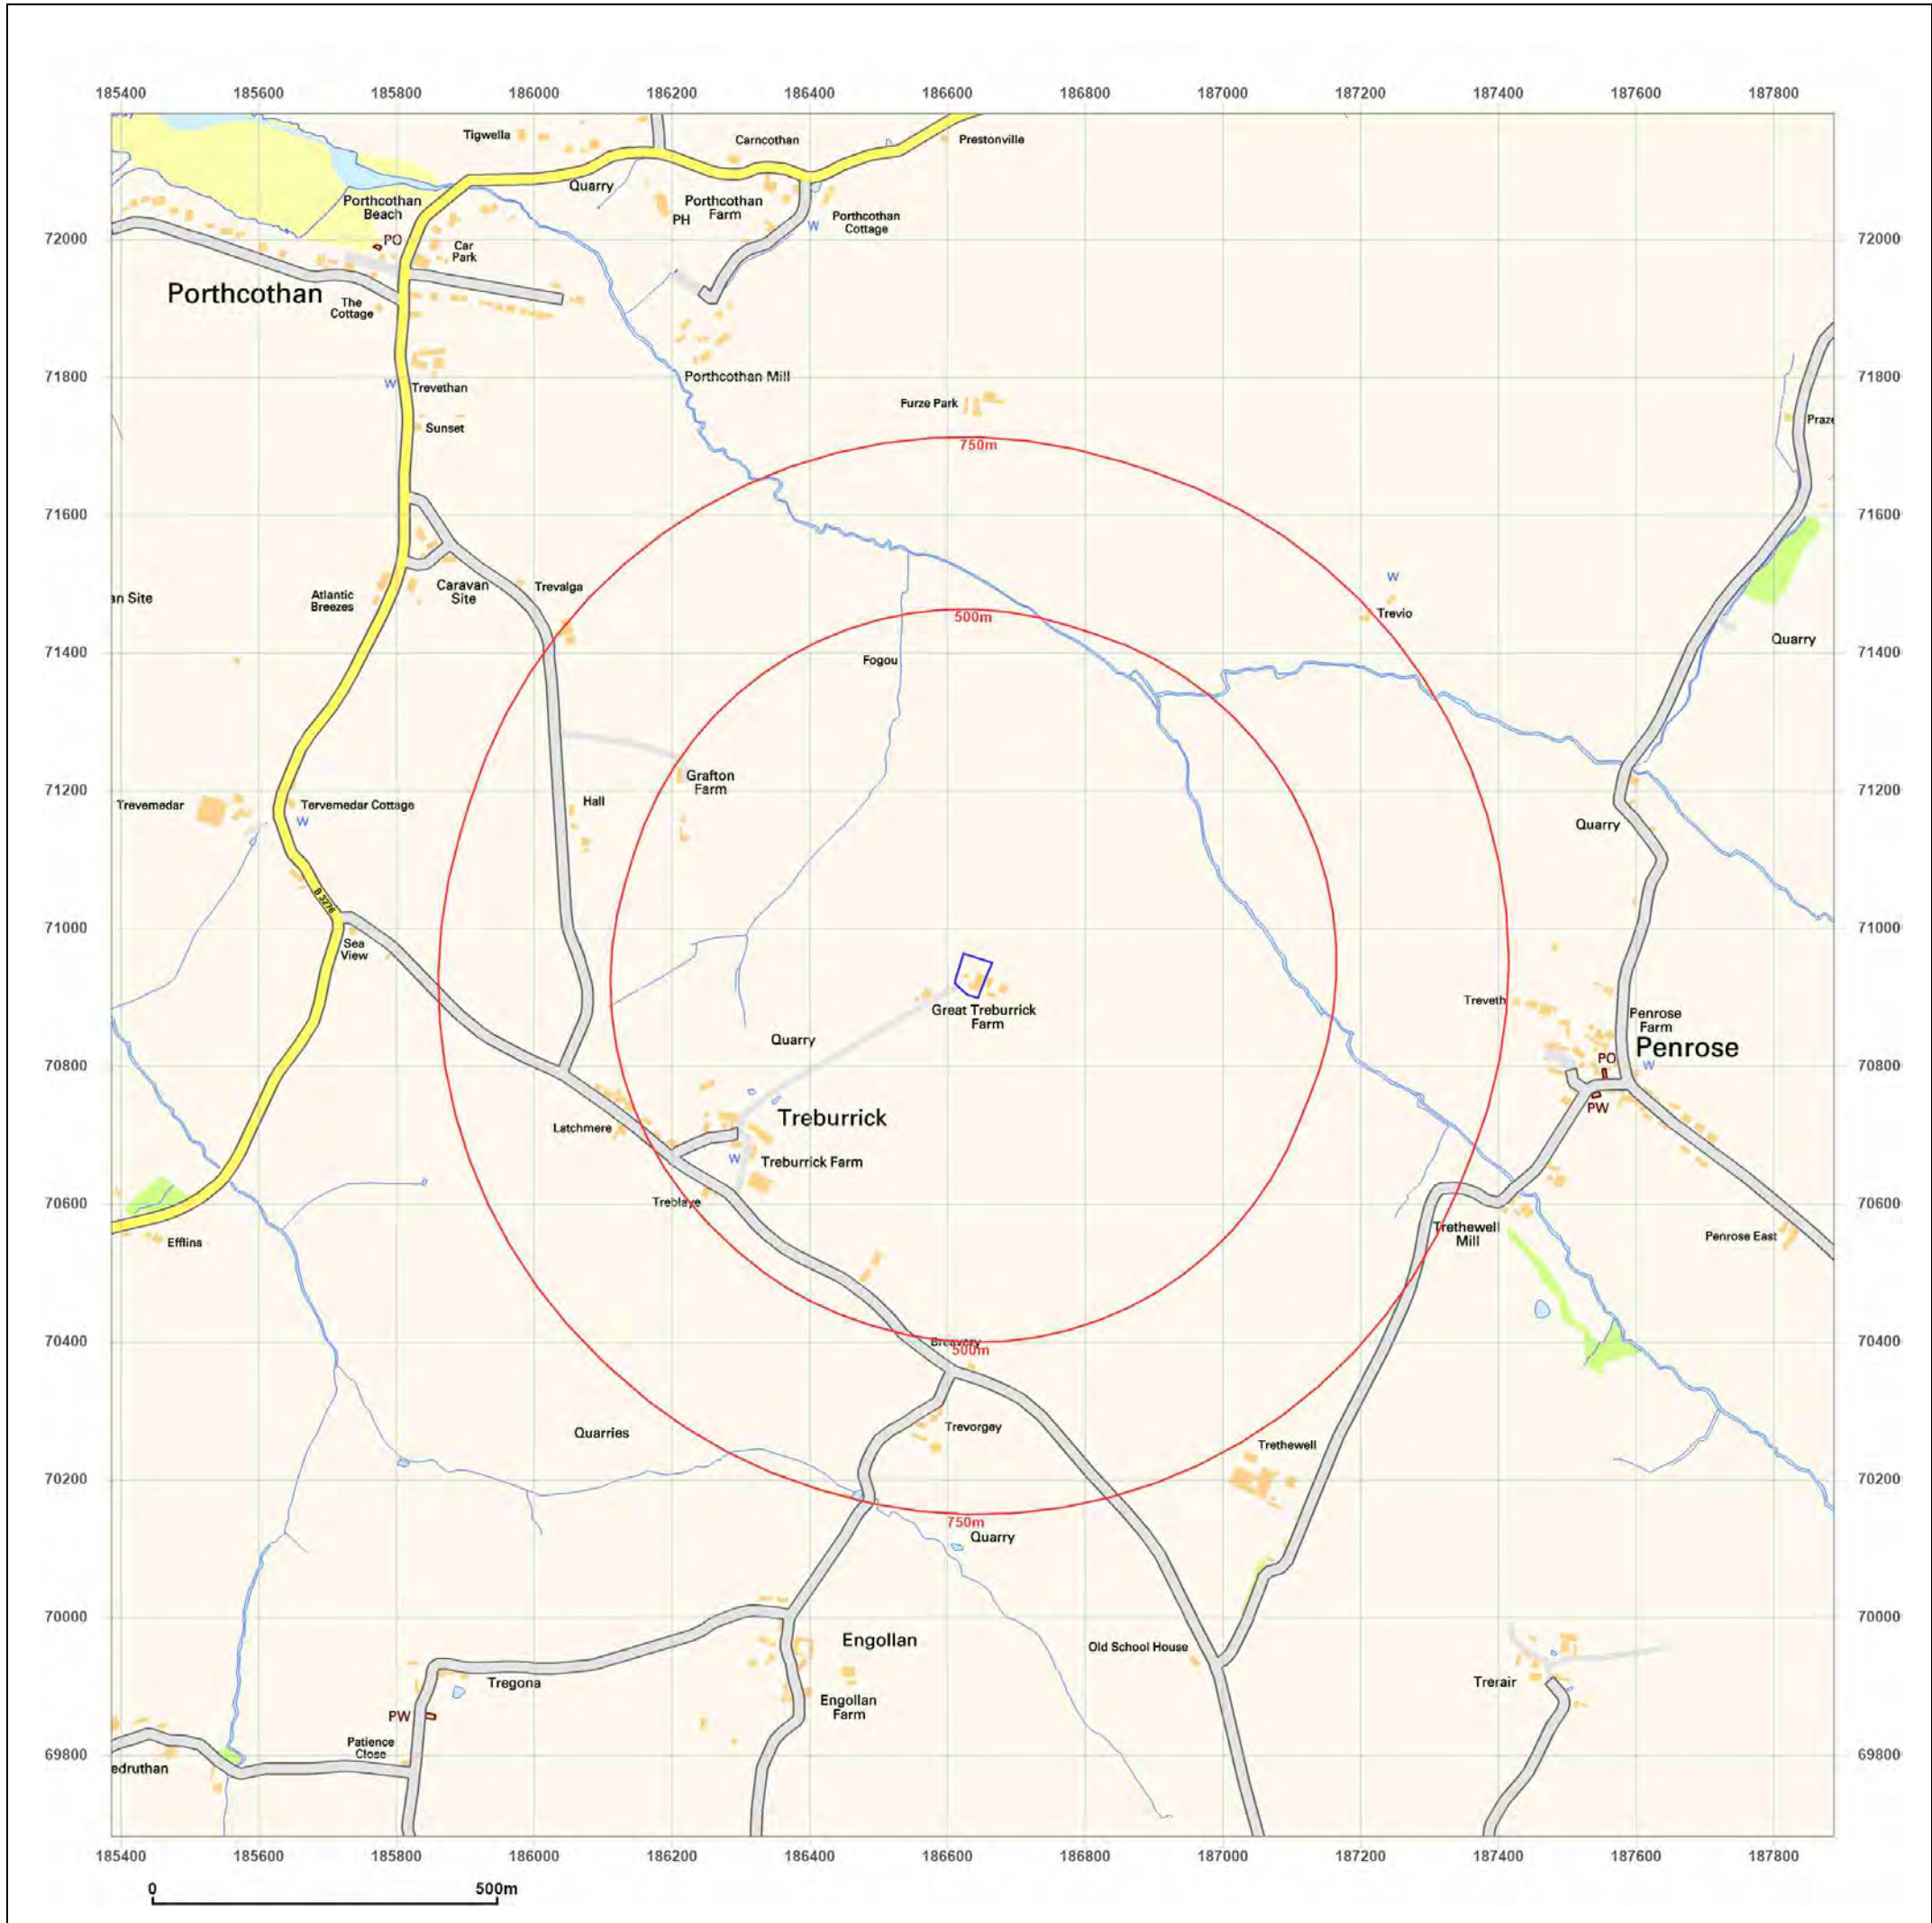 185400 185600 185800 186000 186200 186400 186600 186800 187000 187200 187400 187600 187800
Tigwella
Carncothan
Prestonville
Quarry
Porthcothan
Beach
PH
Porthcothan
Farm
Porthcothan
Cottage
W
72000
PO
Car
Park
72000
Porthcothan
The
Cottage
71800
W
Trevethan
Porthcothan Mill
71800
Furze Park
Sunset
Praze
750m
71600
71600
an Site
Atlantic
Breezes
Caravan
Site
Trevalga
W
Trevio
500m
Quarry
71400
Fogou
71400
71200
Trevemedar
Tervemedar Cottage
W
Hall
Grafton
Farm
71200
Quarry
B 3276
71000
Sea
View
71000
Great Treburrick
Farm
Treveth
Penrose
Farm
Quarry
Penrose
PO
W
70800
70800
PW
Latchmere
Treburrick
W
Treburrick Farm
70600
Treblaye
70600
Efflins
Trethewell
Mill
Penrose East
70400
Breavery
500m
70400
Quarries
Trevorgey
Trethewell
70200
70200
750m
Quarry
70000
70000
Engollan
Old School House
Tregona
Trerair
Engollan
Farm
PW
Patience
Close
69800
edruthan
69800
185400 185600 185800 186000 186200 186400 186600 186800 187000 187200 187400 187600 187800
0 500m